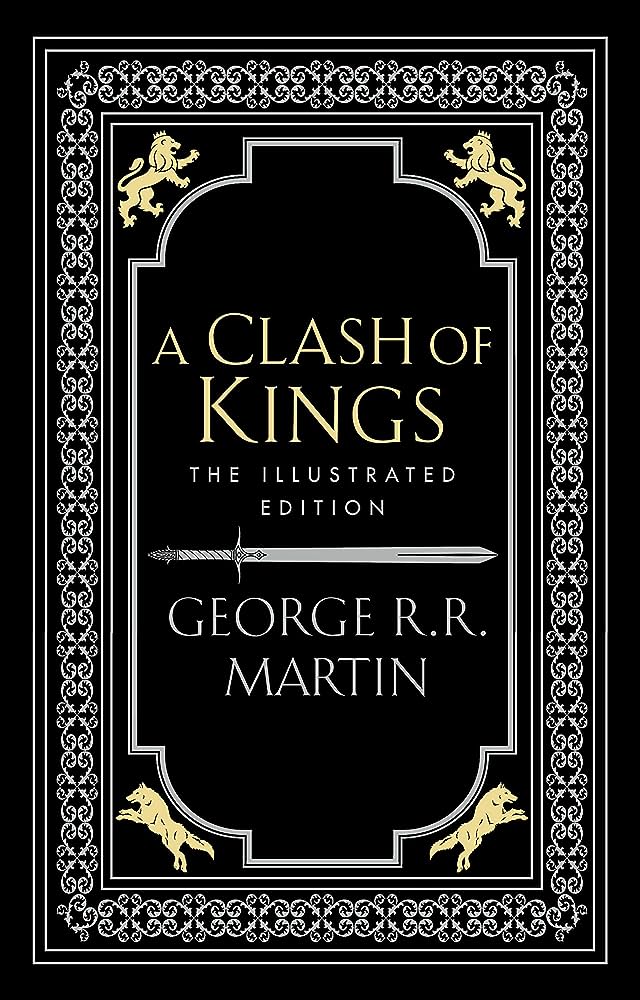 A CLASH OF
KINGS
THE ILLUSTRATED
EDITION
GEORGE R.R.
MARTIN